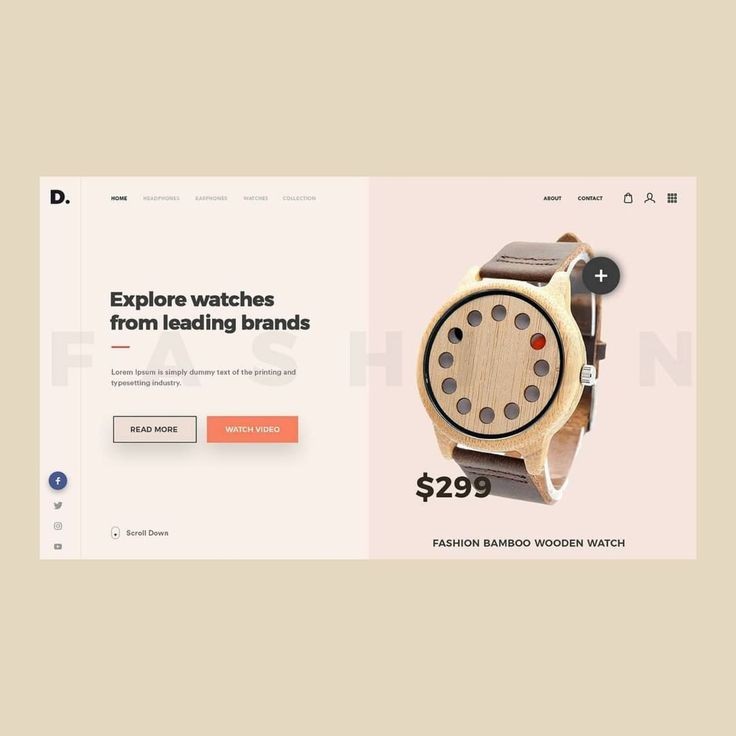 D.
HOME HEADPHONES EARPHONES WATCHES COLLECTION
ABOUT CONTACT
Explore watches
from leading brands
FASHION
Lorem Ipsum is simply dummy text of the printing and
typesetting industry.
READ MORE WATCH VIDEO
$299
Scroll Down
FASHION BAMBOO WOODEN WATCH